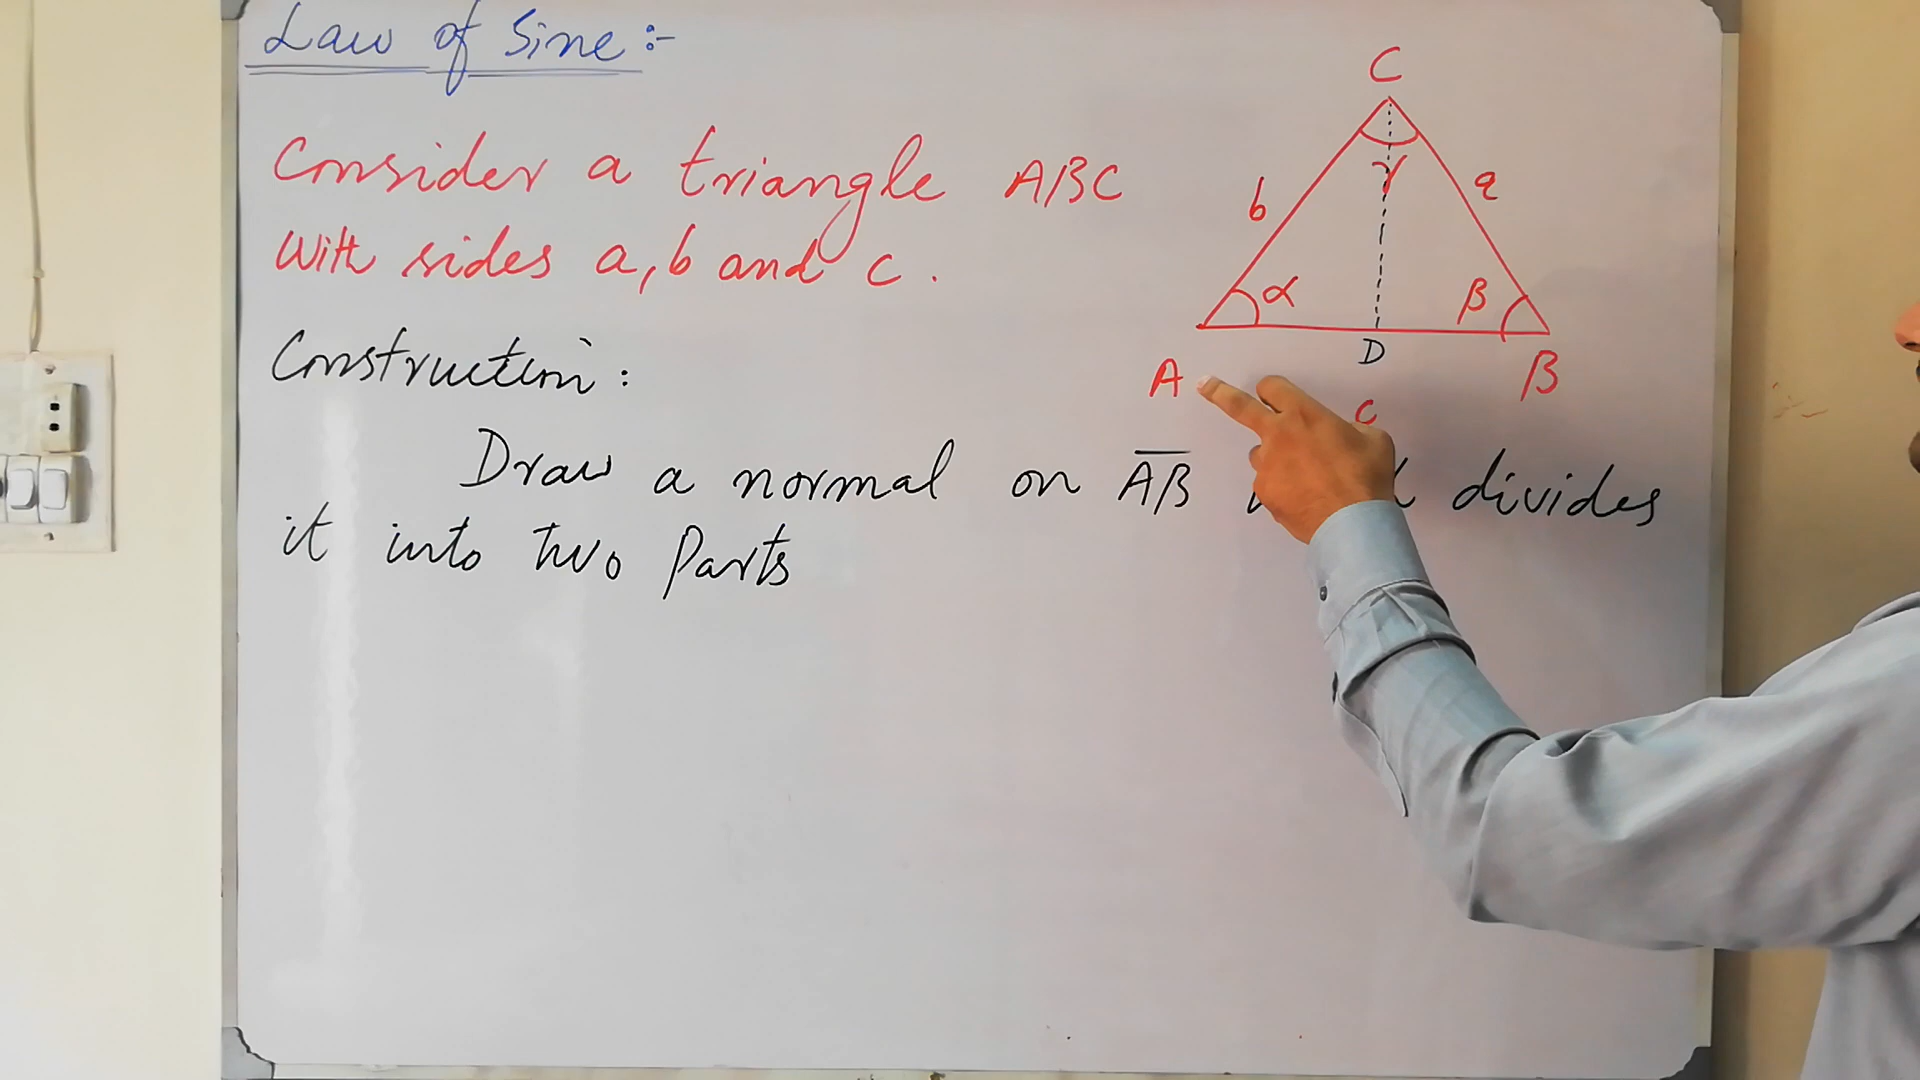 Law of Sine :-
Consider a triangle ABC
With sides a, b and c .
Construction :
Draw a normal on AB divides
it into two Parts
C
b
γ
a
α
β
D
A
B
c